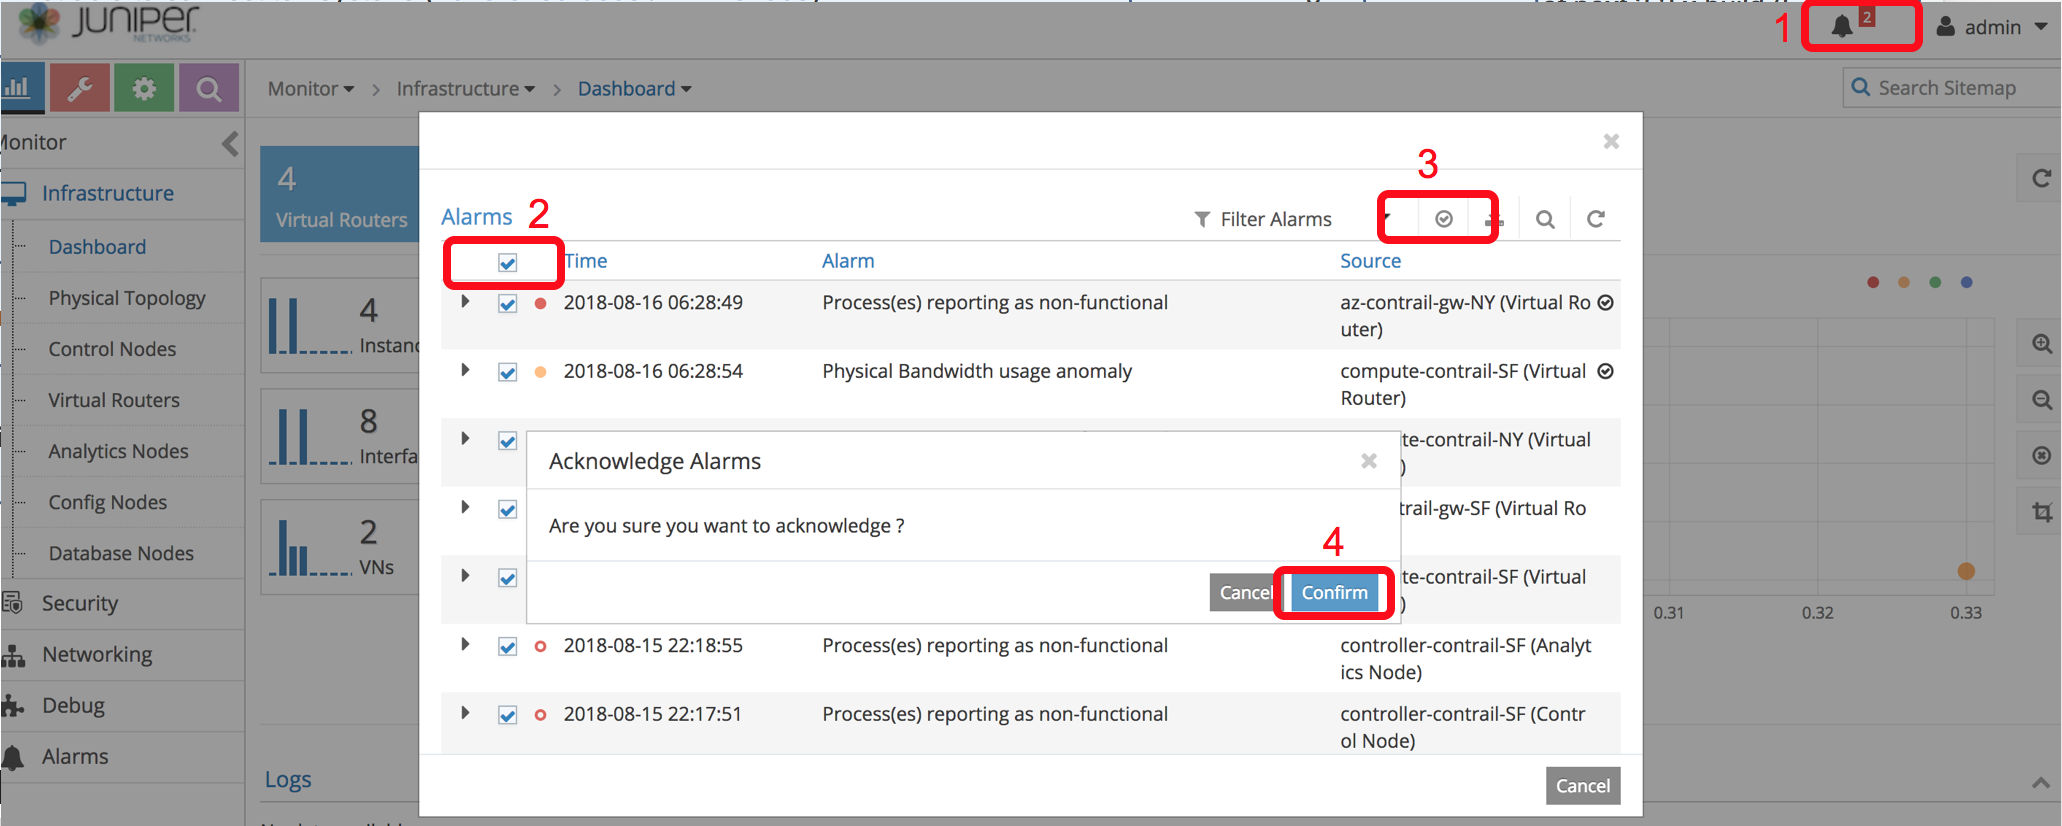 JUNIPER
NETWORKS
1
2
admin
Monitor
Infrastructure
Dashboard
Search Sitemap
Monitor
Infrastructure
Dashboard
Physical Topology
Control Nodes
Virtual Routers
Analytics Nodes
Config Nodes
Database Nodes
Security
Networking
Debug
Alarms
4
Virtual Routers
4
Instanc
8
Interfa
2
VNs
Logs
Alarms
2
Filter Alarms
3
Time Alarm Source
2018-08-16 06:28:49 Process(es) reporting as non-functional az-contrail-gw-NY (Virtual Ro
uter)
2018-08-16 06:28:54 Physical Bandwidth usage anomaly compute-contrail-SF (Virtual
Router)
te-contrail-NY (Virtual
)
Acknowledge Alarms
Are you sure you want to acknowledge ?
4
Cancel Confirm
trail-gw-SF (Virtual Ro
te-contrail-SF (Virtual
)
2018-08-15 22:18:55 Process(es) reporting as non-functional controller-contrail-SF (Analyt
ics Node)
2018-08-15 22:17:51 Process(es) reporting as non-functional controller-contrail-SF (Contr
ol Node)
Cancel
0.31 0.32 0.33